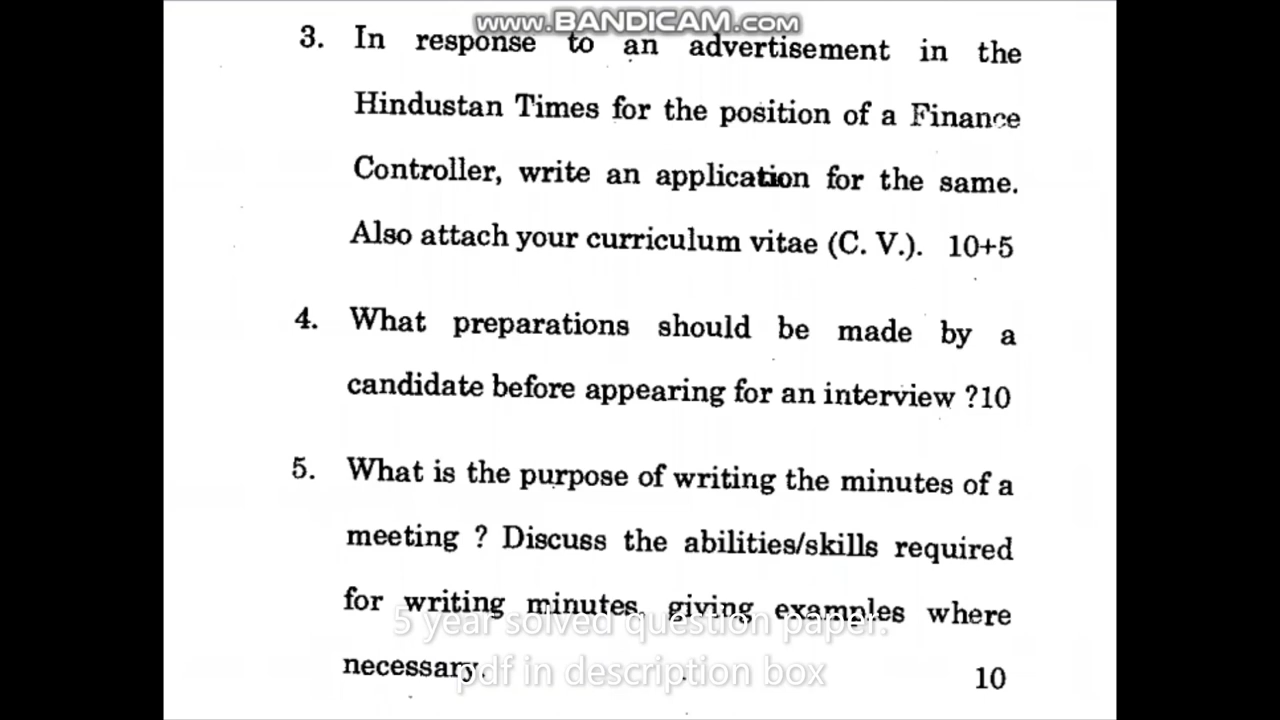 www.BANDICAM.com
3. In response to an advertisement in the
Hindustan Times for the position of a Finance
Controller, write an application for the same.
Also attach your curriculum vitae (C. V.). 10+5
4. What preparations should be made by a
candidate before appearing for an interview ?10
5. What is the purpose of writing the minutes of a
meeting ? Discuss the abilities/skills required
for writing minutes, giving examples where
5 year solved question paper.
necessary.
pdf in description box
10